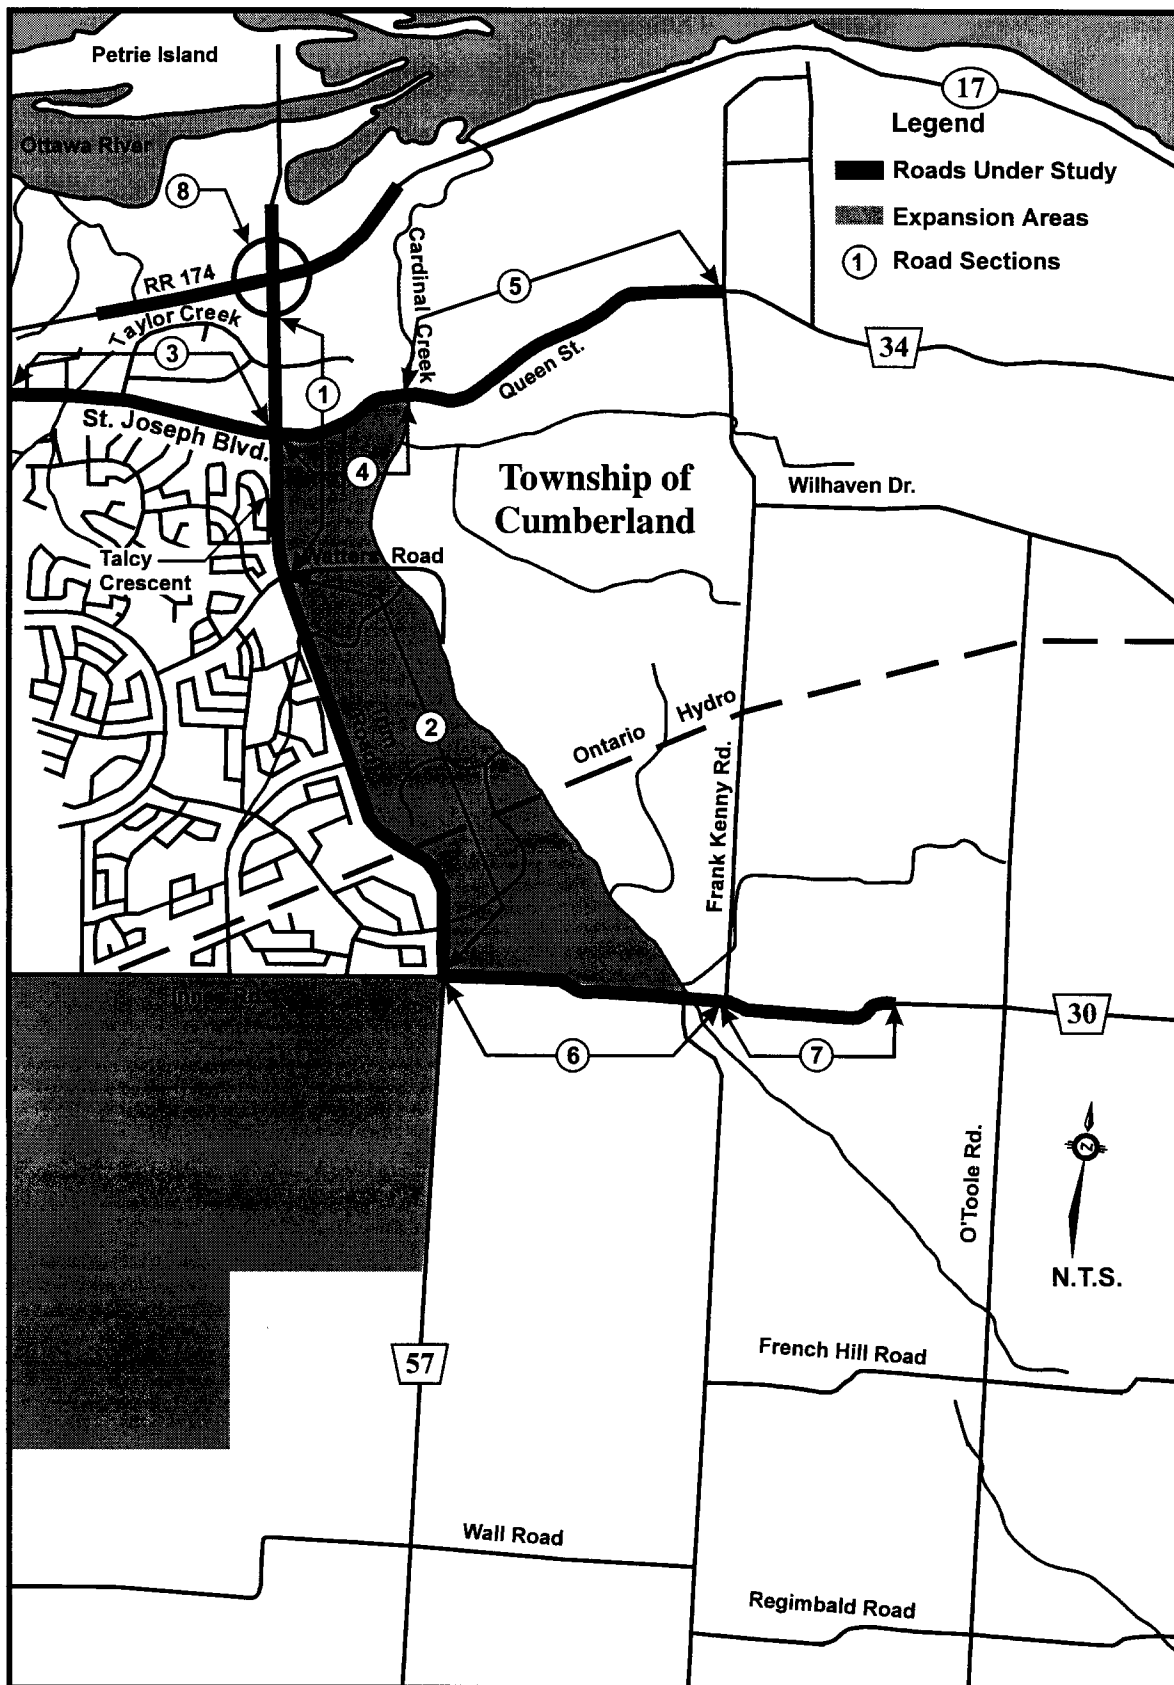 Petrie Island
17
Legend
Ottawa River
Roads Under Study
8
Expansion Areas
1
Road Sections
RR 174
Cardinal Creek
5
Taylor Creek
3
34
Queen St.
1
St. Joseph Blvd.
4
Township of
Cumberland
Wilhaven Dr.
Talcy
Crescent
Watters Road
2
Trim
Road
Ontario Hydro
Frank Kenny Rd.
30
6
7
O'Toole Rd.
N.T.S.
57
French Hill Road
Wall Road
Regimbald Road